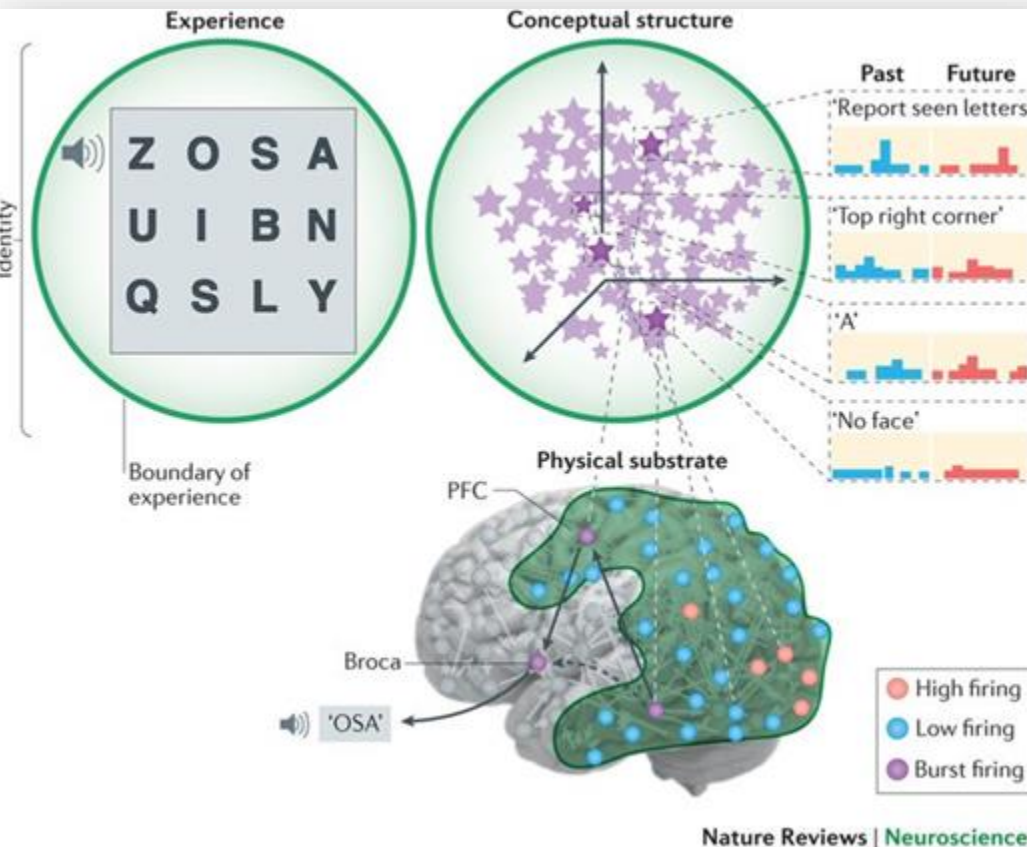 Experience
Conceptual structure
Past Future
'Report seen letters
Z O S A
U I B N
Q S L Y
Identity
'Top right corner'
'A'
'No face'
Boundary of
experience
Physical substrate
PFC
Broca
'OSA'
High firing
Low firing
Burst firing
Nature Reviews | Neuroscience